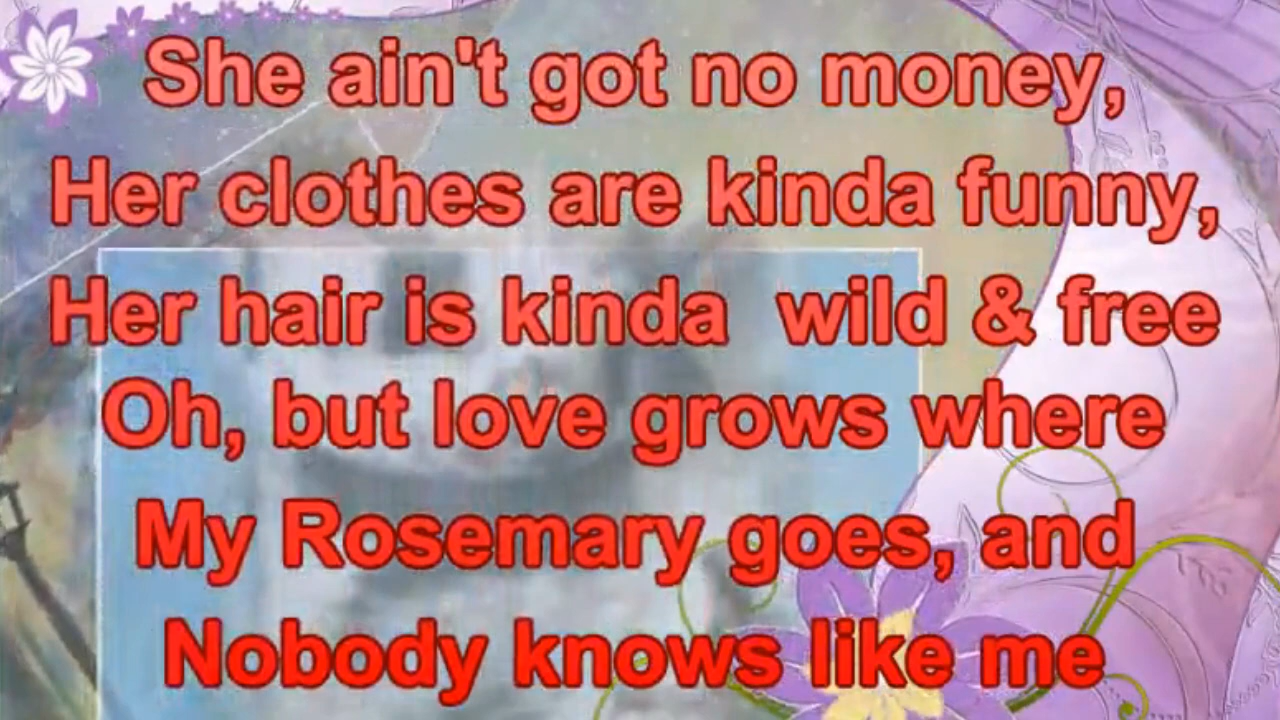 She ain't got no money,
Her clothes are kinda funny,
Her hair is kinda  wild & free
Oh, but love grows where
My Rosemary goes, and
Nobody knows like me